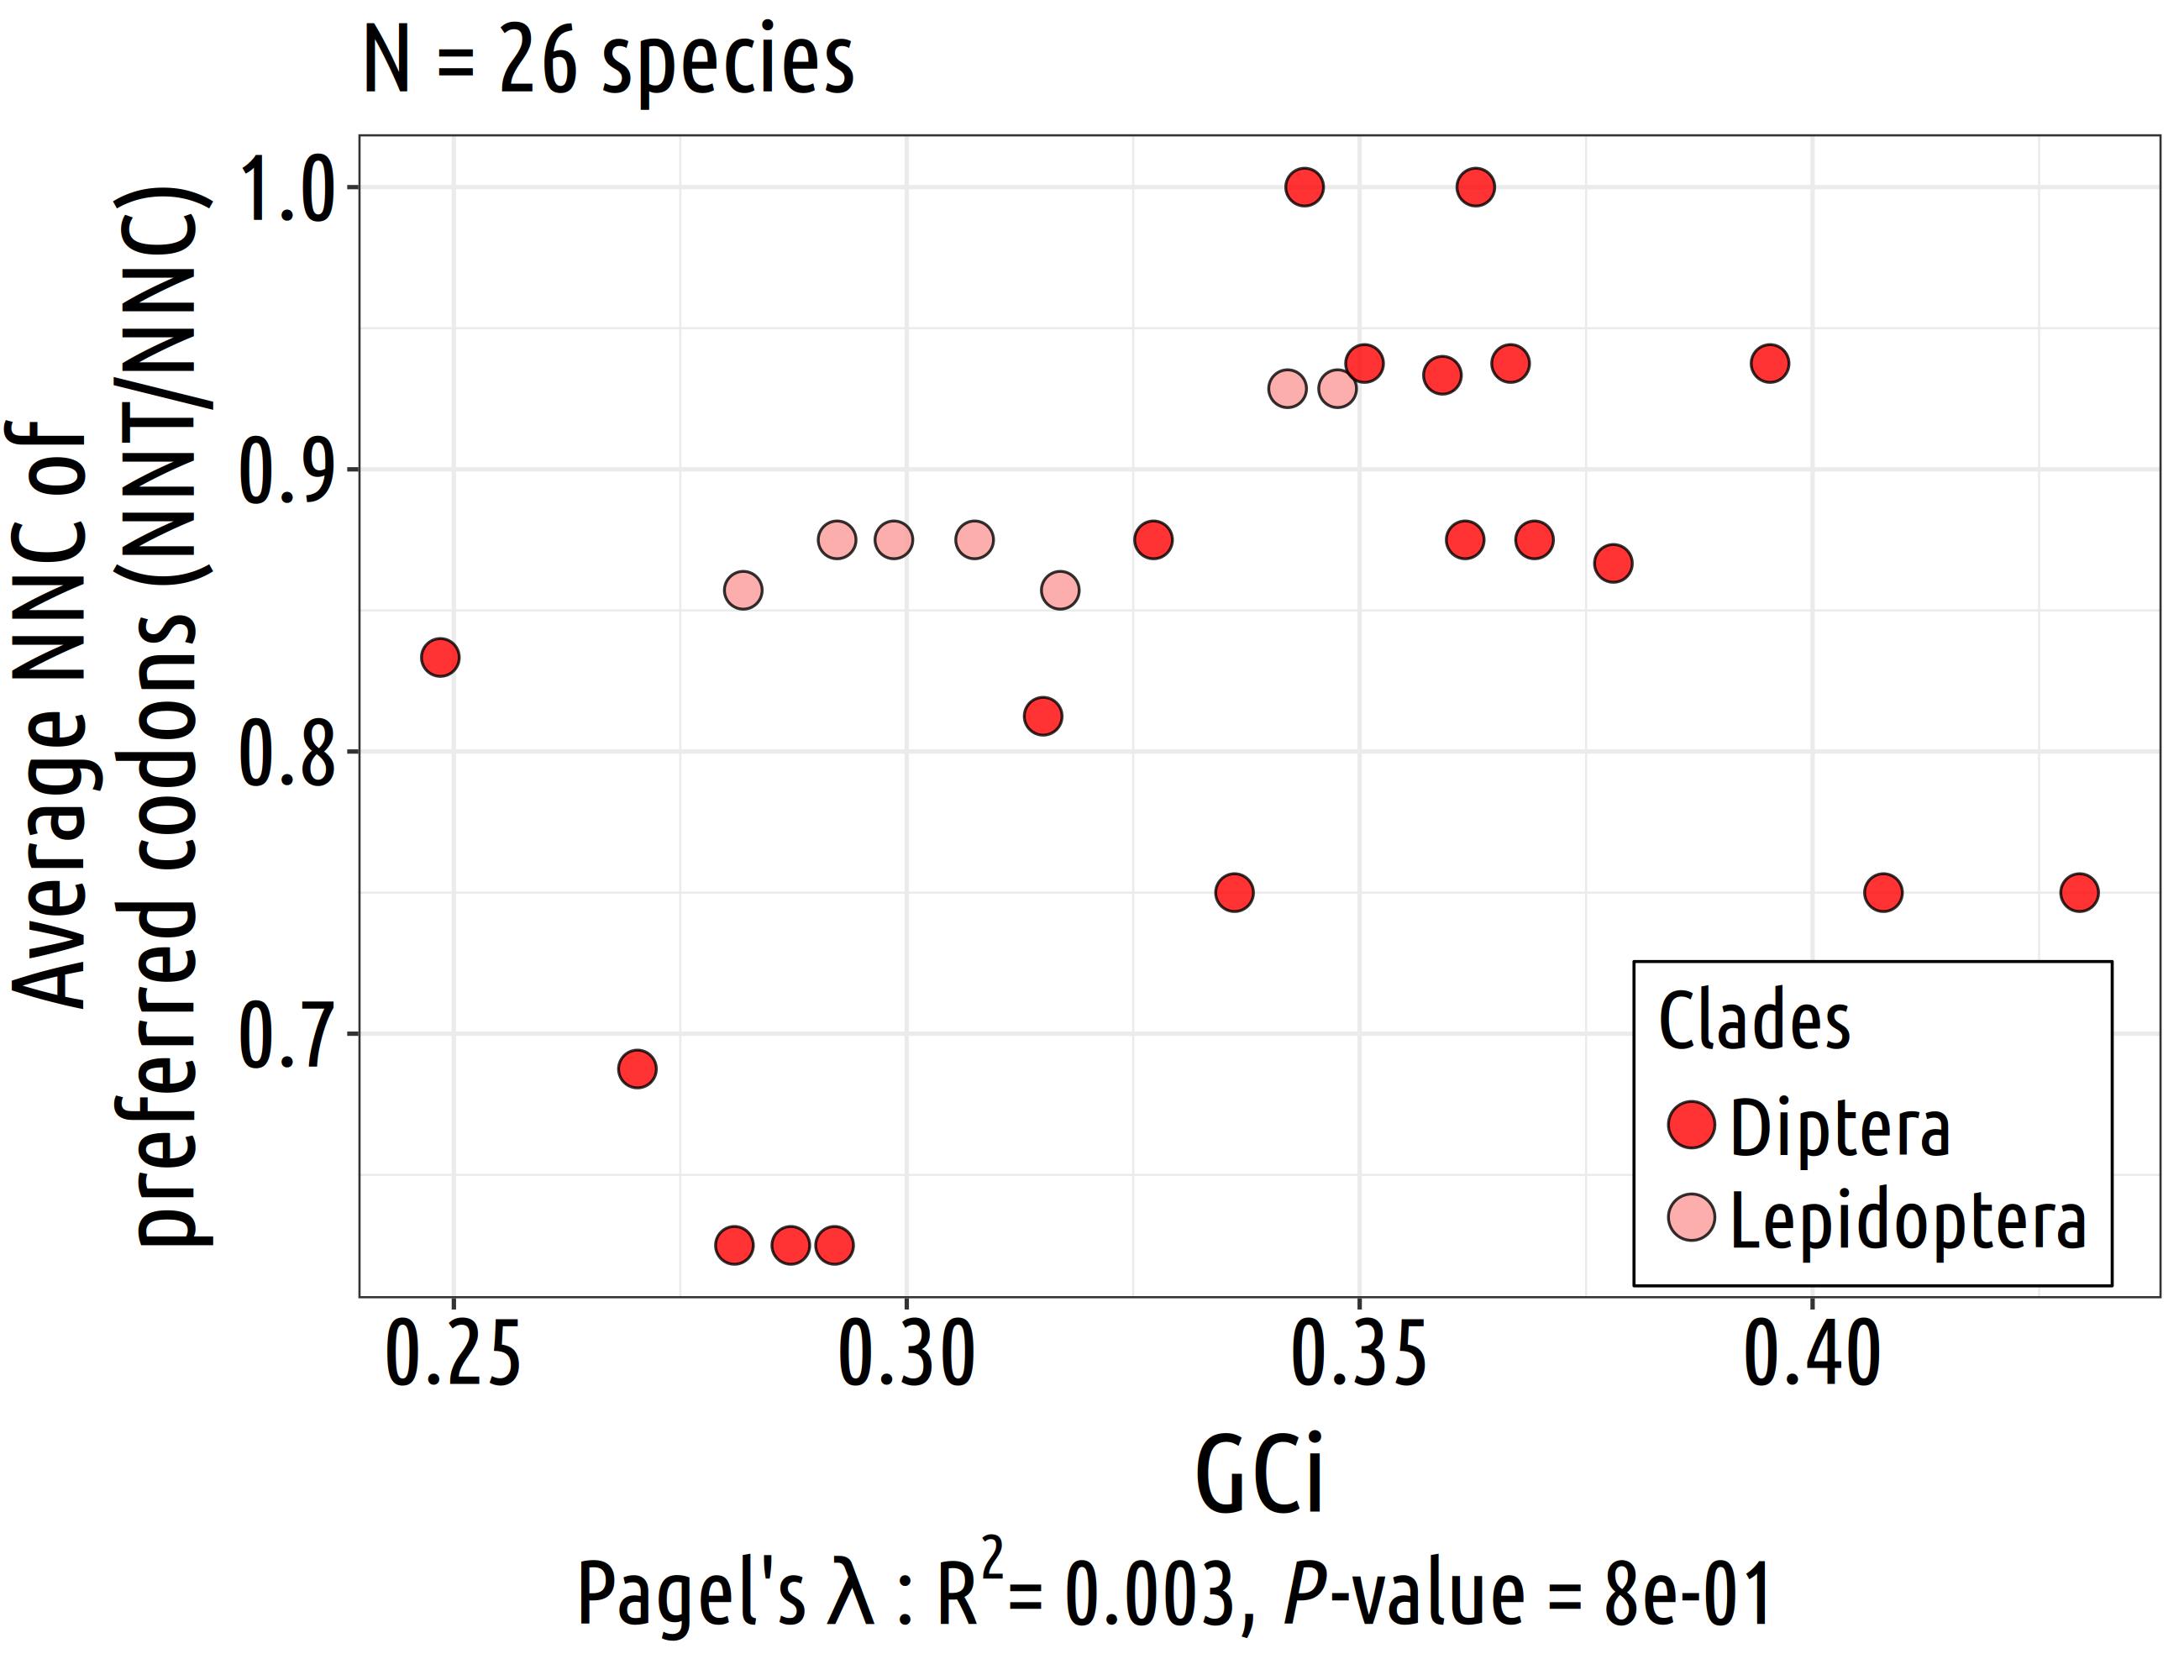 N = 26 species
Average NNC of
preferred codons (NNT/NNC)
1.0
0.9
0.8
0.7
Clades
Diptera
Lepidoptera
0.25 0.30 0.35 0.40
GCi
Pagel's λ : R²= 0.003, P-value = 8e-01